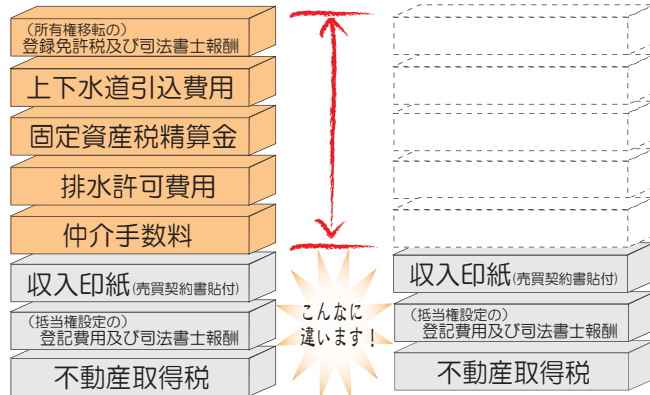 (所有権移転の)
登録免許税及び司法書士報酬
上下水道引込費用
固定資産税精算金
排水許可費用
仲介手数料
収入印紙(売買契約書貼付)
(抵当権設定の)
登記費用及び司法書士報酬
不動産取得税
こんなに
違います!
収入印紙(売買契約書貼付)
(抵当権設定の)
登記費用及び司法書士報酬
不動産取得税